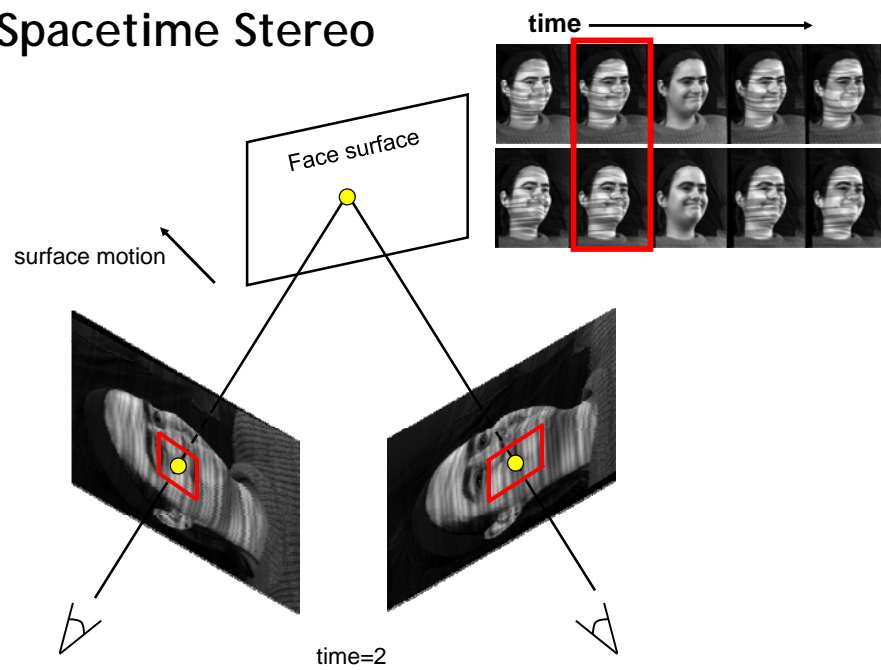 Spacetime Stereo
time
Face surface
surface motion
time=2